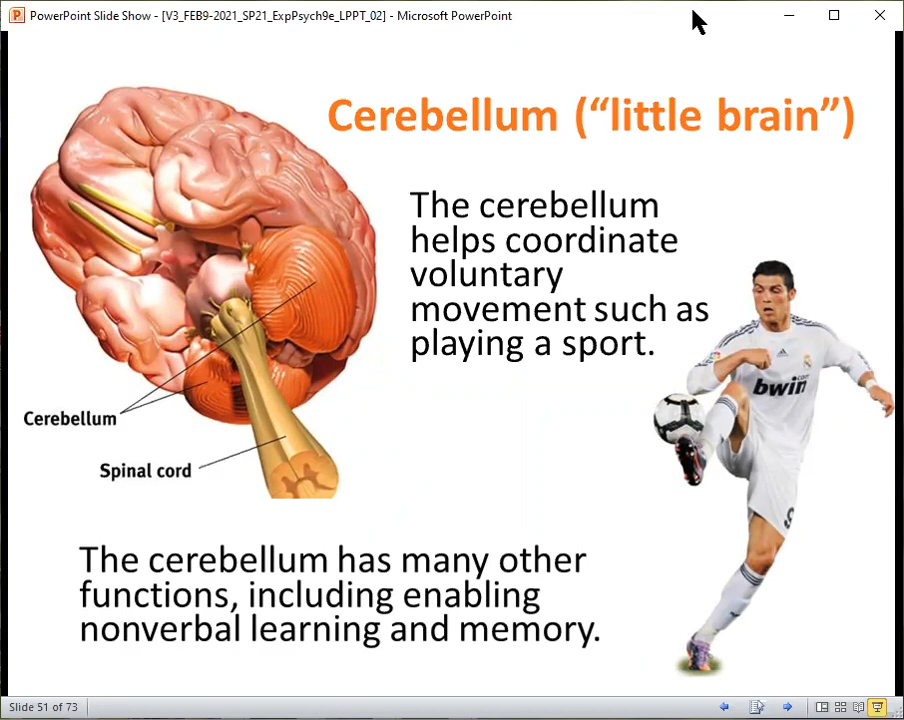 PowerPoint Slide Show - [V3_FEB9-2021_SP21_ExpPsych9e_LPPT_02] - Microsoft PowerPoint
Cerebellum (“little brain”)
The cerebellum
helps coordinate
voluntary
movement such as
playing a sport.
bwin
.com
9
Cerebellum
Spinal cord
The cerebellum has many other
functions, including enabling
nonverbal learning and memory.
Slide 51 of 73